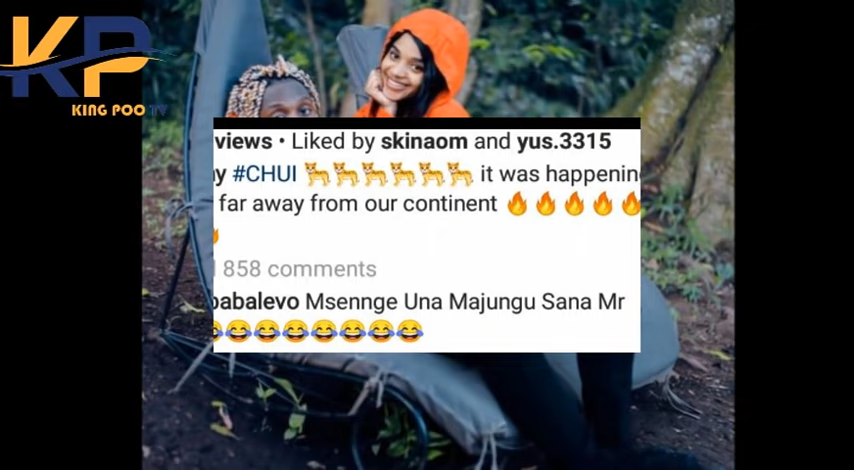 KP
KING POO TV
views • Liked by skinaom and yus.3315
#CHUI 🐆🐆🐆🐆🐆🐆 it was happenin
far away from our continent 🔥🔥🔥🔥🔥
858 comments
babalevo Msennge Una Majungu Sana Mr
😂😂😂😂😂😂😂😂